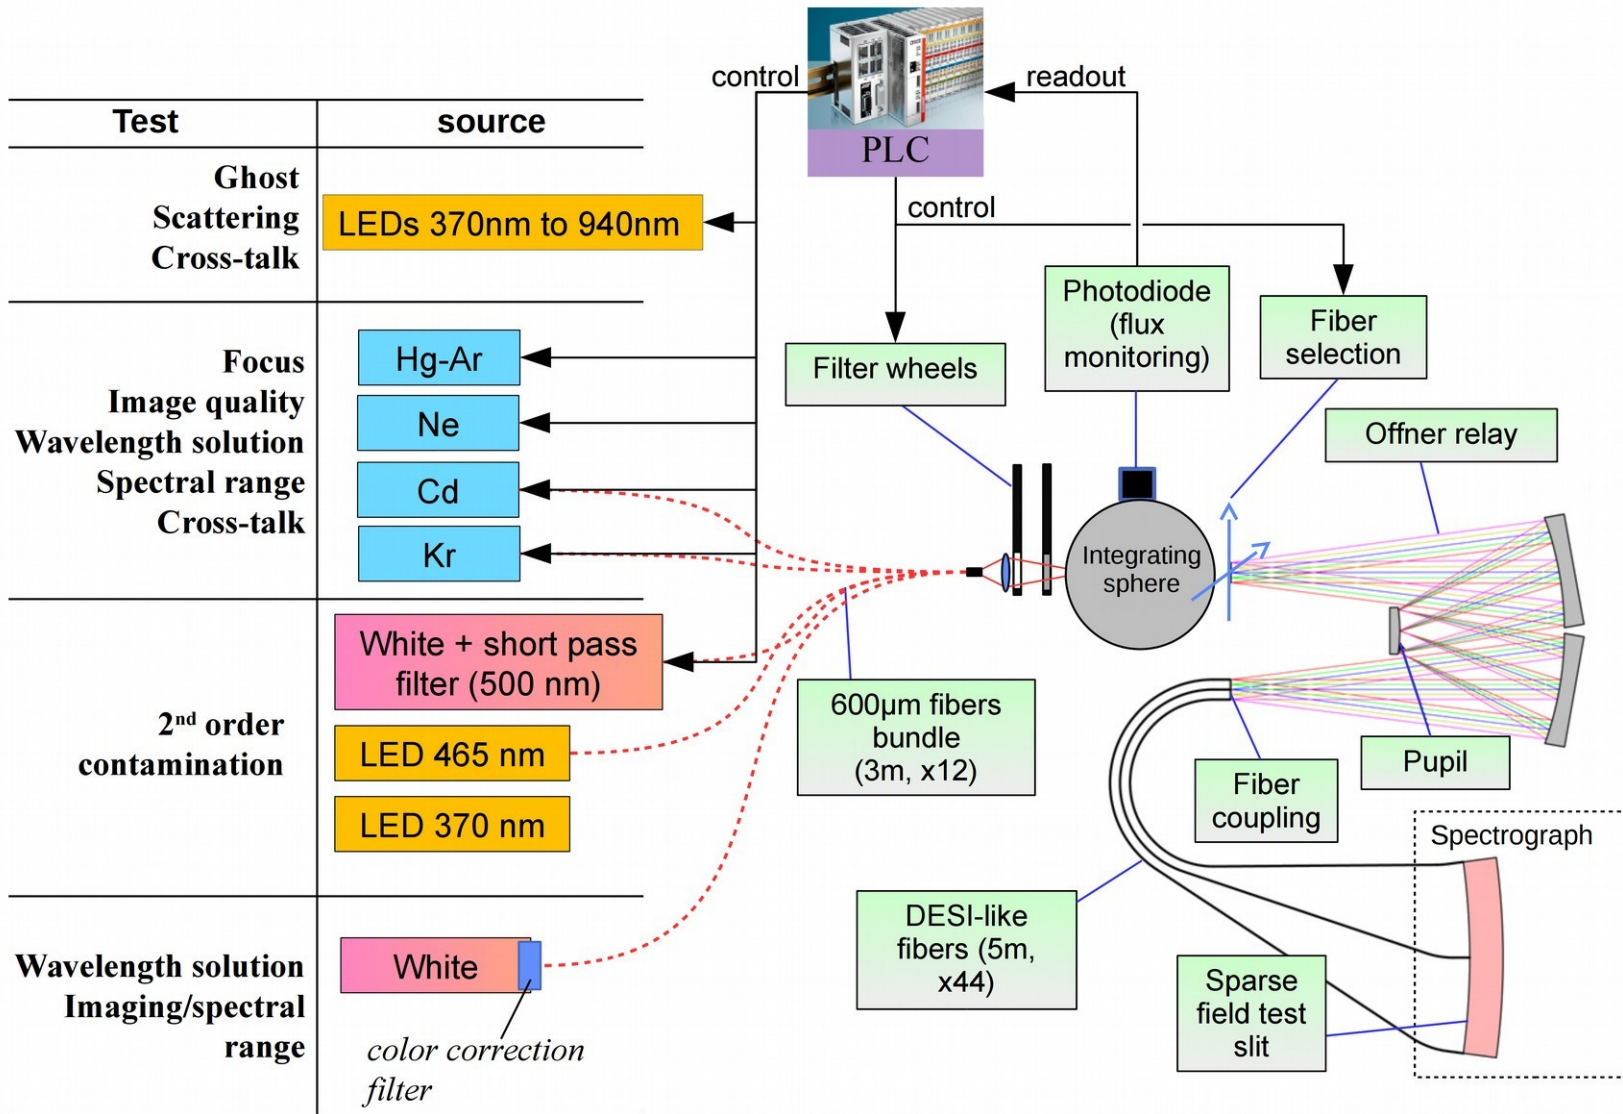 control
readout
PLC
control
Test
source
Ghost
Scattering
Cross-talk
LEDs 370nm to 940nm
Focus
Image quality
Wavelength solution
Spectral range
Cross-talk
Hg-Ar
Ne
Cd
Kr
2nd order
contamination
White + short pass
filter (500 nm)
LED 465 nm
LED 370 nm
Wavelength solution
Imaging/spectral
range
White
color correction
filter
Filter wheels
Photodiode
(flux
monitoring)
Fiber
selection
Offner relay
Integrating
sphere
600µm fibers
bundle
(3m, x12)
Pupil
Fiber
coupling
Spectrograph
DESI-like
fibers (5m,
x44)
Sparse
field test
slit